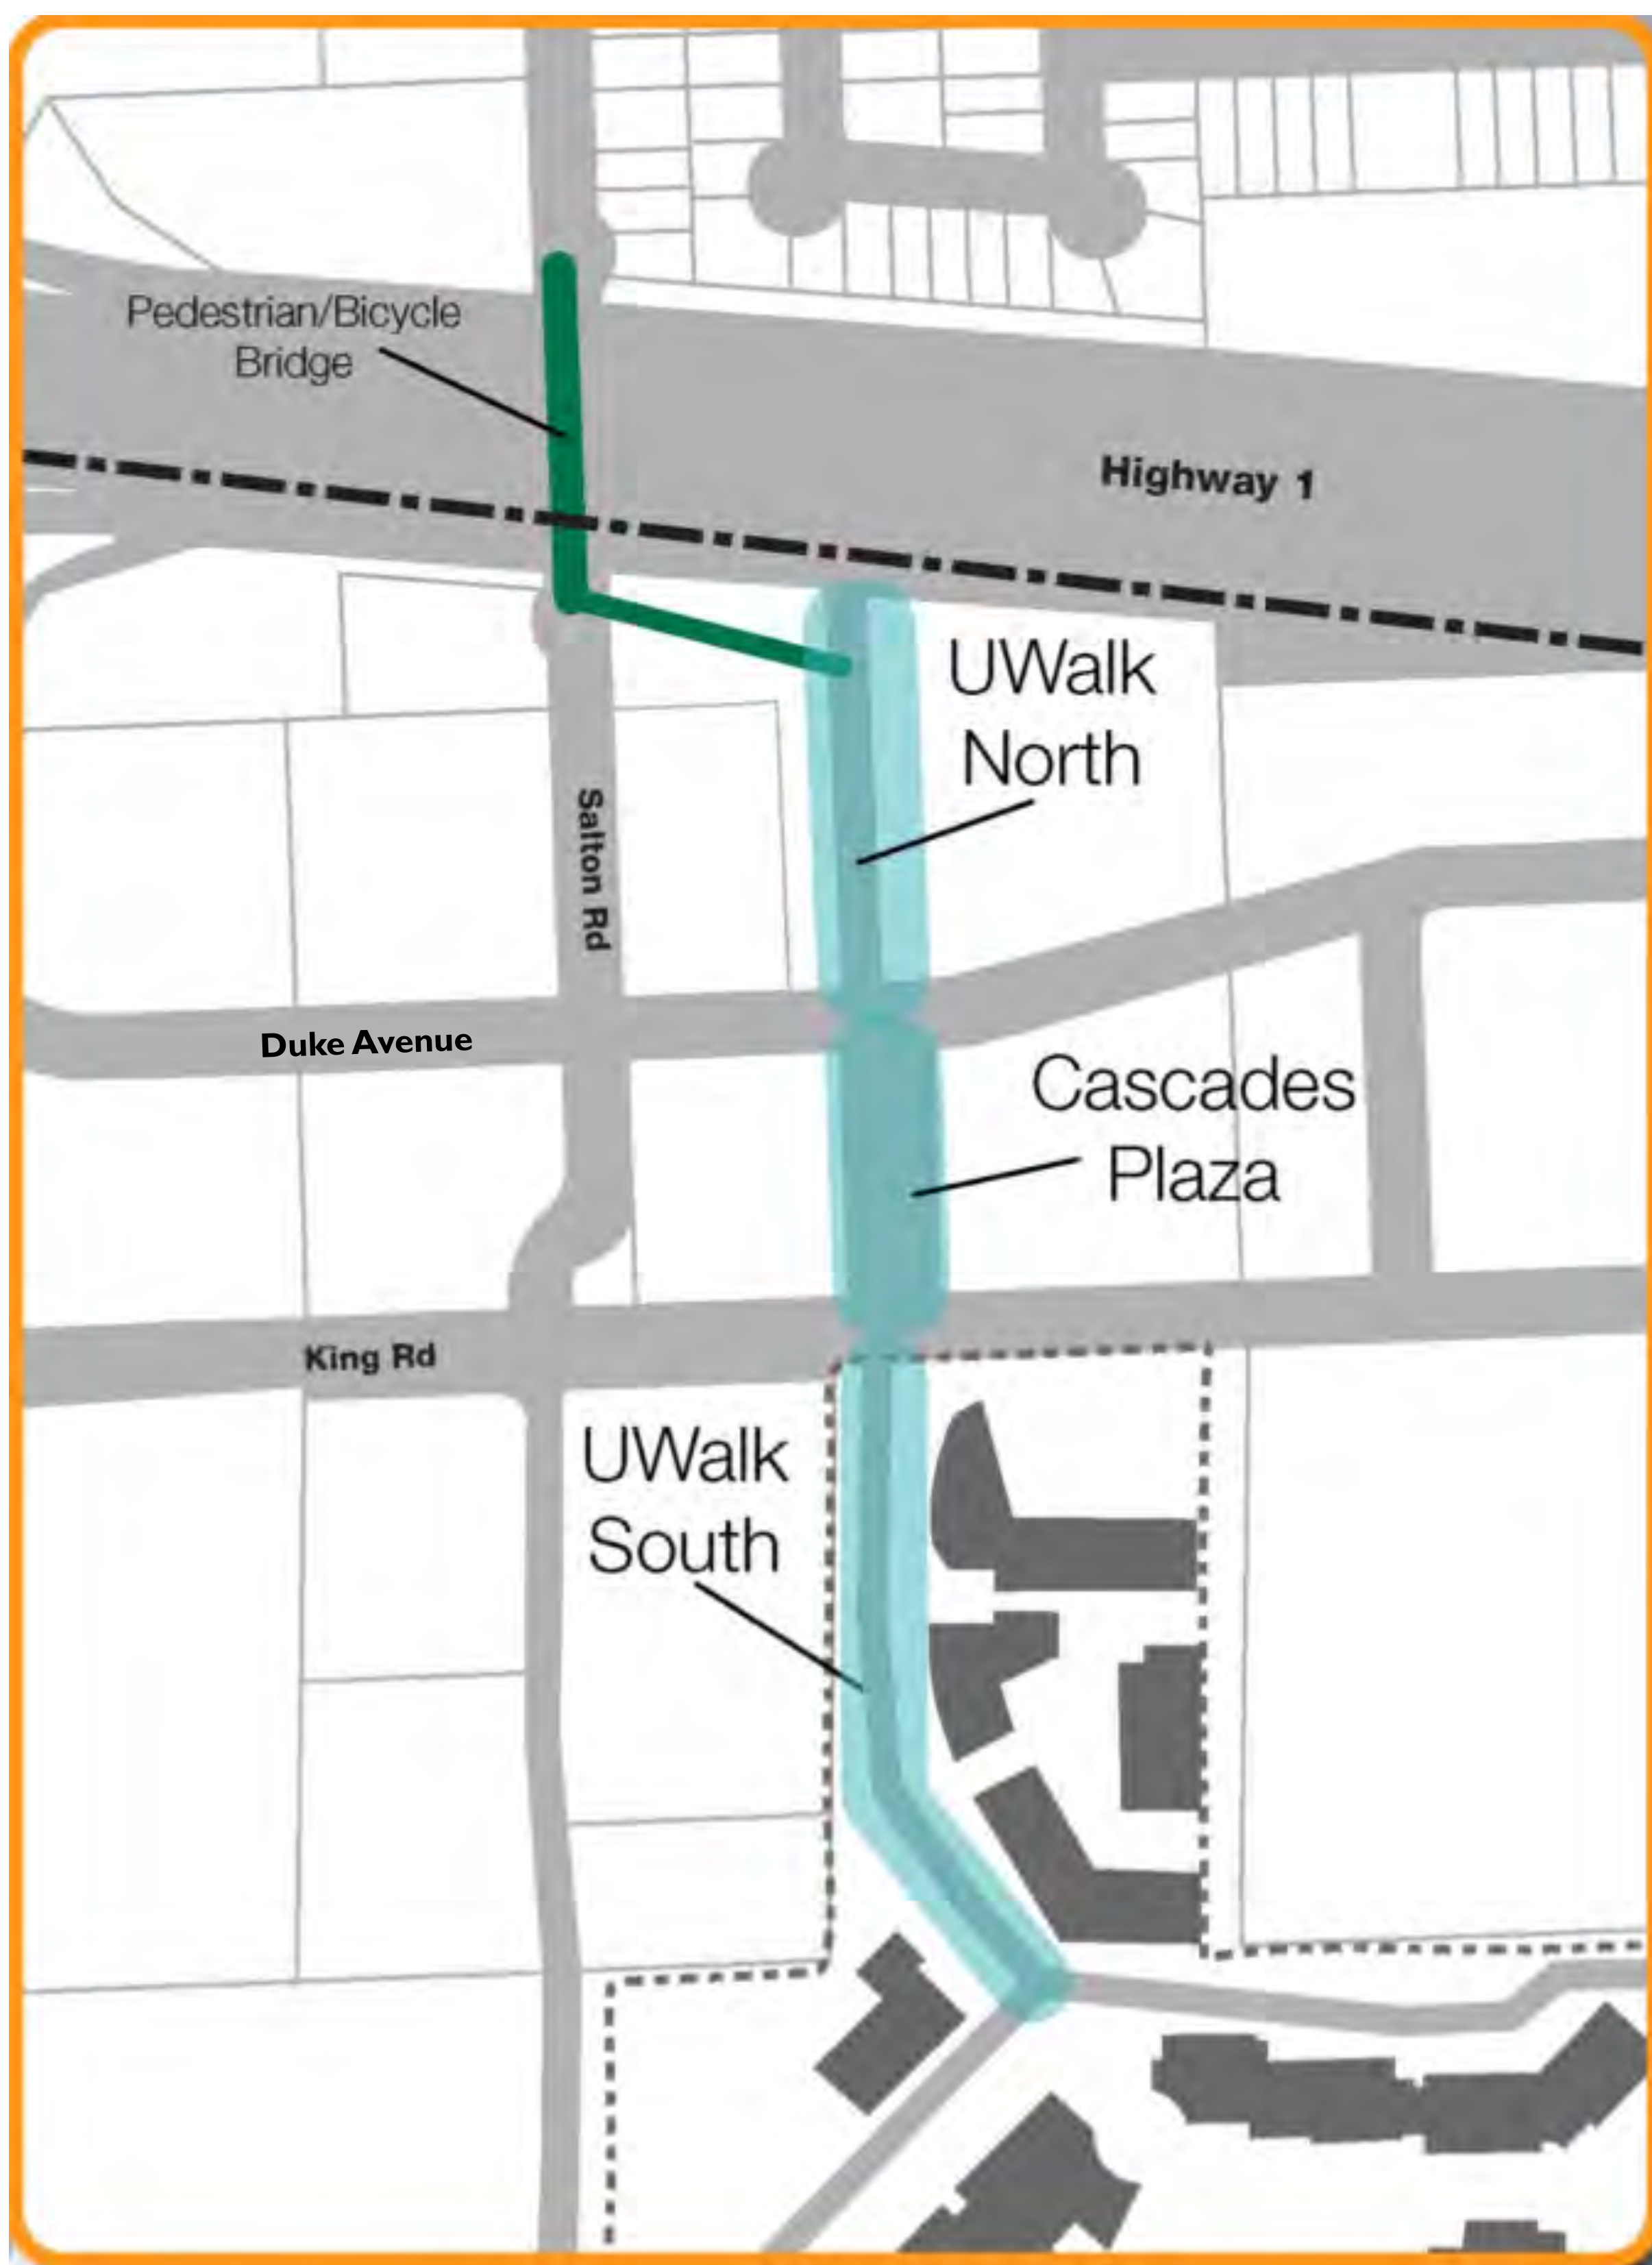 Pedestrian/Bicycle
Bridge
Highway 1
UWalk
North
Salton Rd
Duke Avenue
Cascades
Plaza
King Rd
UWalk
South